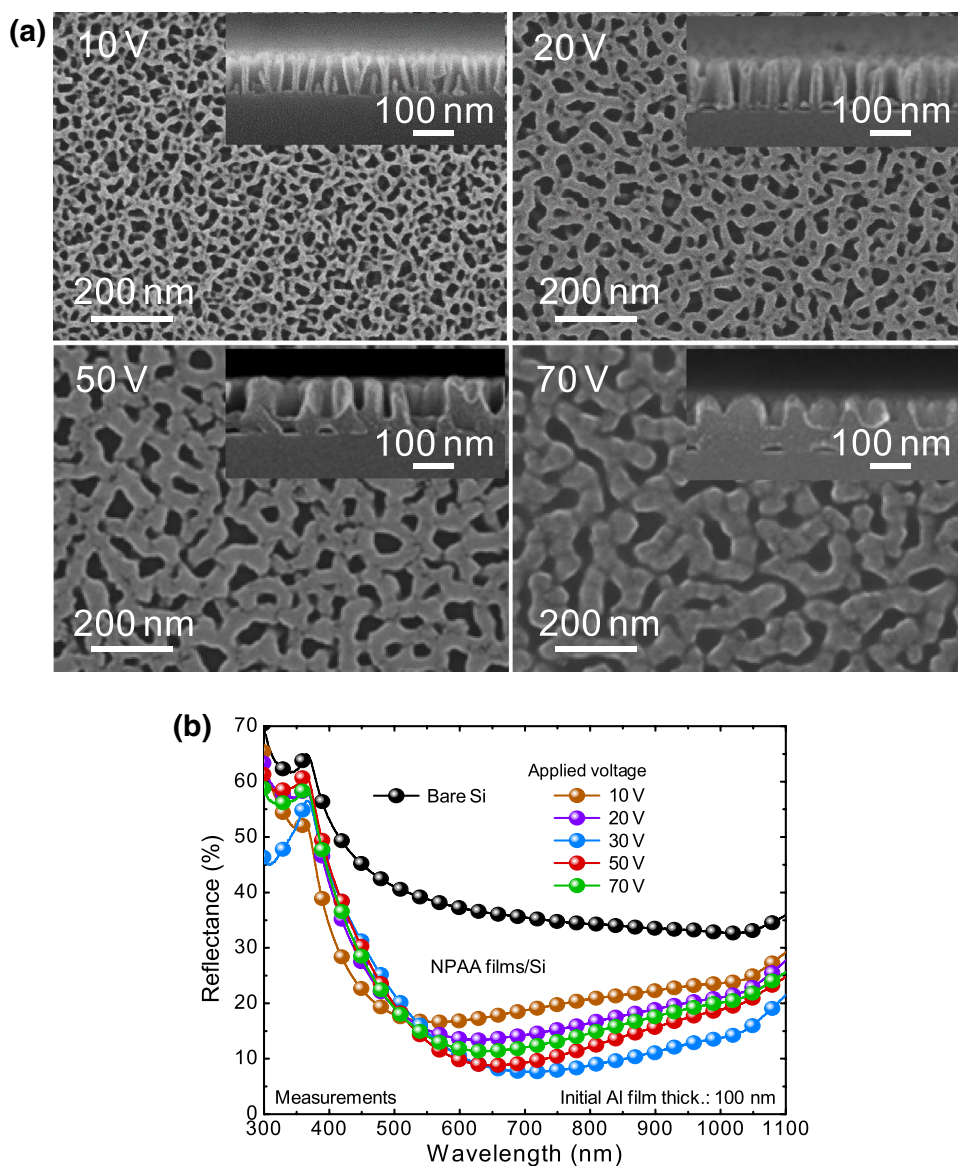 (a)
10 V
100 nm
200 nm
20 V
100 nm
200 nm
50 V
100 nm
200 nm
70 V
100 nm
200 nm
(b)
70
60
50
40
30
20
10
0
Reflectance (%)
Bare Si
Applied voltage
10 V
20 V
30 V
50 V
70 V
NPAA films/Si
Measurements
Initial Al film thick.: 100 nm
300 400 500 600 700 800 900 1000 1100
Wavelength (nm)